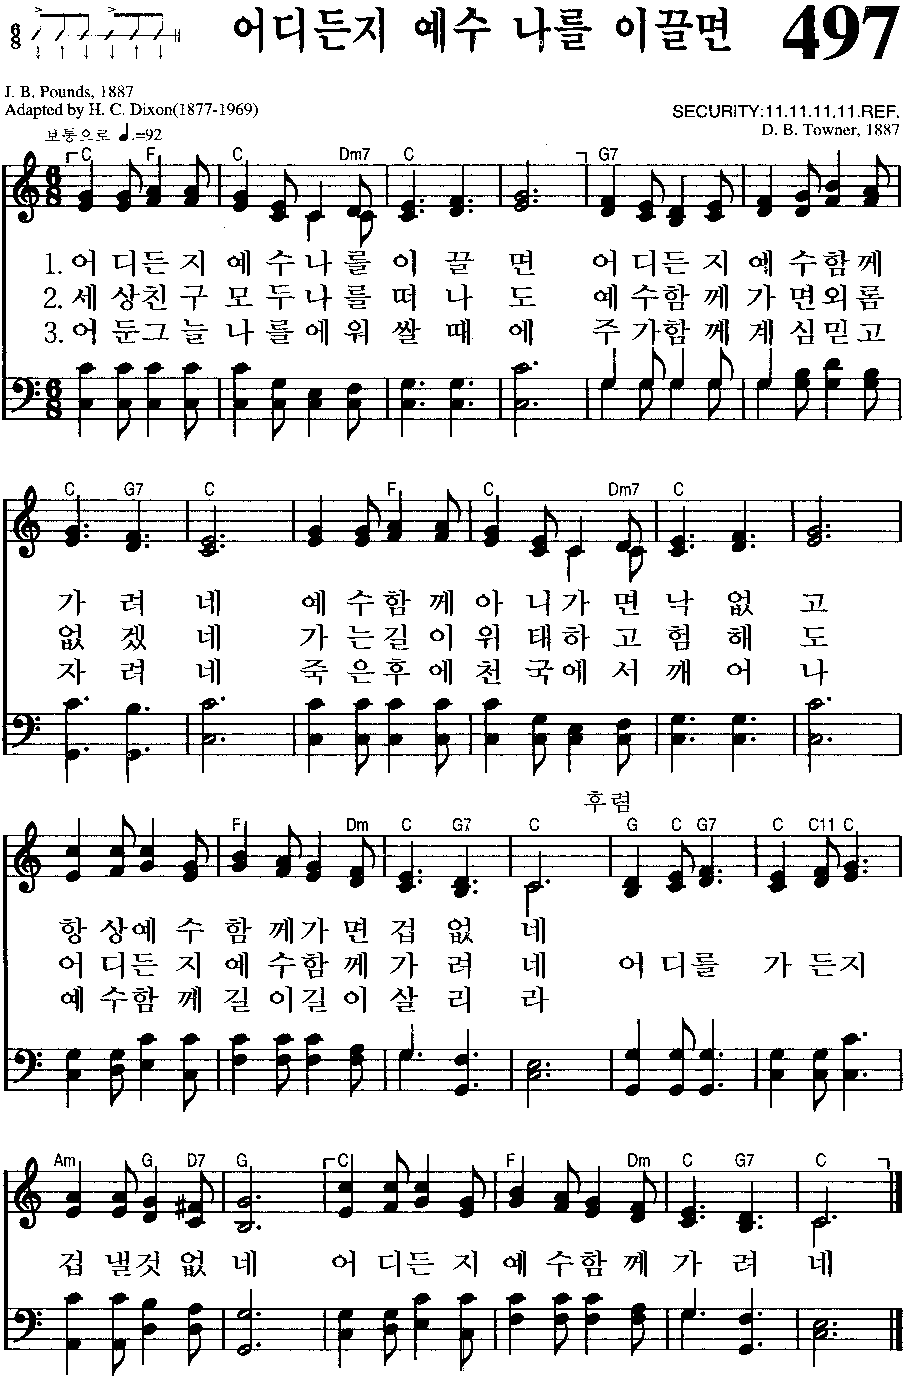 6
8
어디든지 예수 나를 이끌면
497
J. B. Pounds, 1887
Adapted by H. C. Dixon(1877-1969)
SECURITY:11.11.11.11.REF.
D. B. Towner, 1887
보통으로 ♩.=92
C F C Dm7 C G7
1. 어 디든 지 예 수나 를 이 끌 면 어 디든 지 예 수함 께
2. 세 상친 구 모 두나 를 떠 나 도 예 수함 께 가 면외 롬
3. 어 둔그 늘 나 를에 워 쌀 때 에 주 가함 께 계 심믿 고
C G7 C F C Dm7 C
가 려 네 예 수함 께 아 니가 면 낙 없 고
없 겠 네 가 는길 이 위 태하 고 험 해 도
자 려 네 죽 은후 에 천 국에 서 깨 어 나
후렴
F Dm C G7 C G C G7 C C11 C
항 상예 수 함 께가 면 겁 없 네
어 디든 지 예 수함 께 가 려 네 어 디를 가 든지
예 수함 께 길 이길 이 살 리 라
Am G D7 G C F Dm C G7 C
겁 낼것 없 네 어 디든 지 예 수함 께 가 려 네